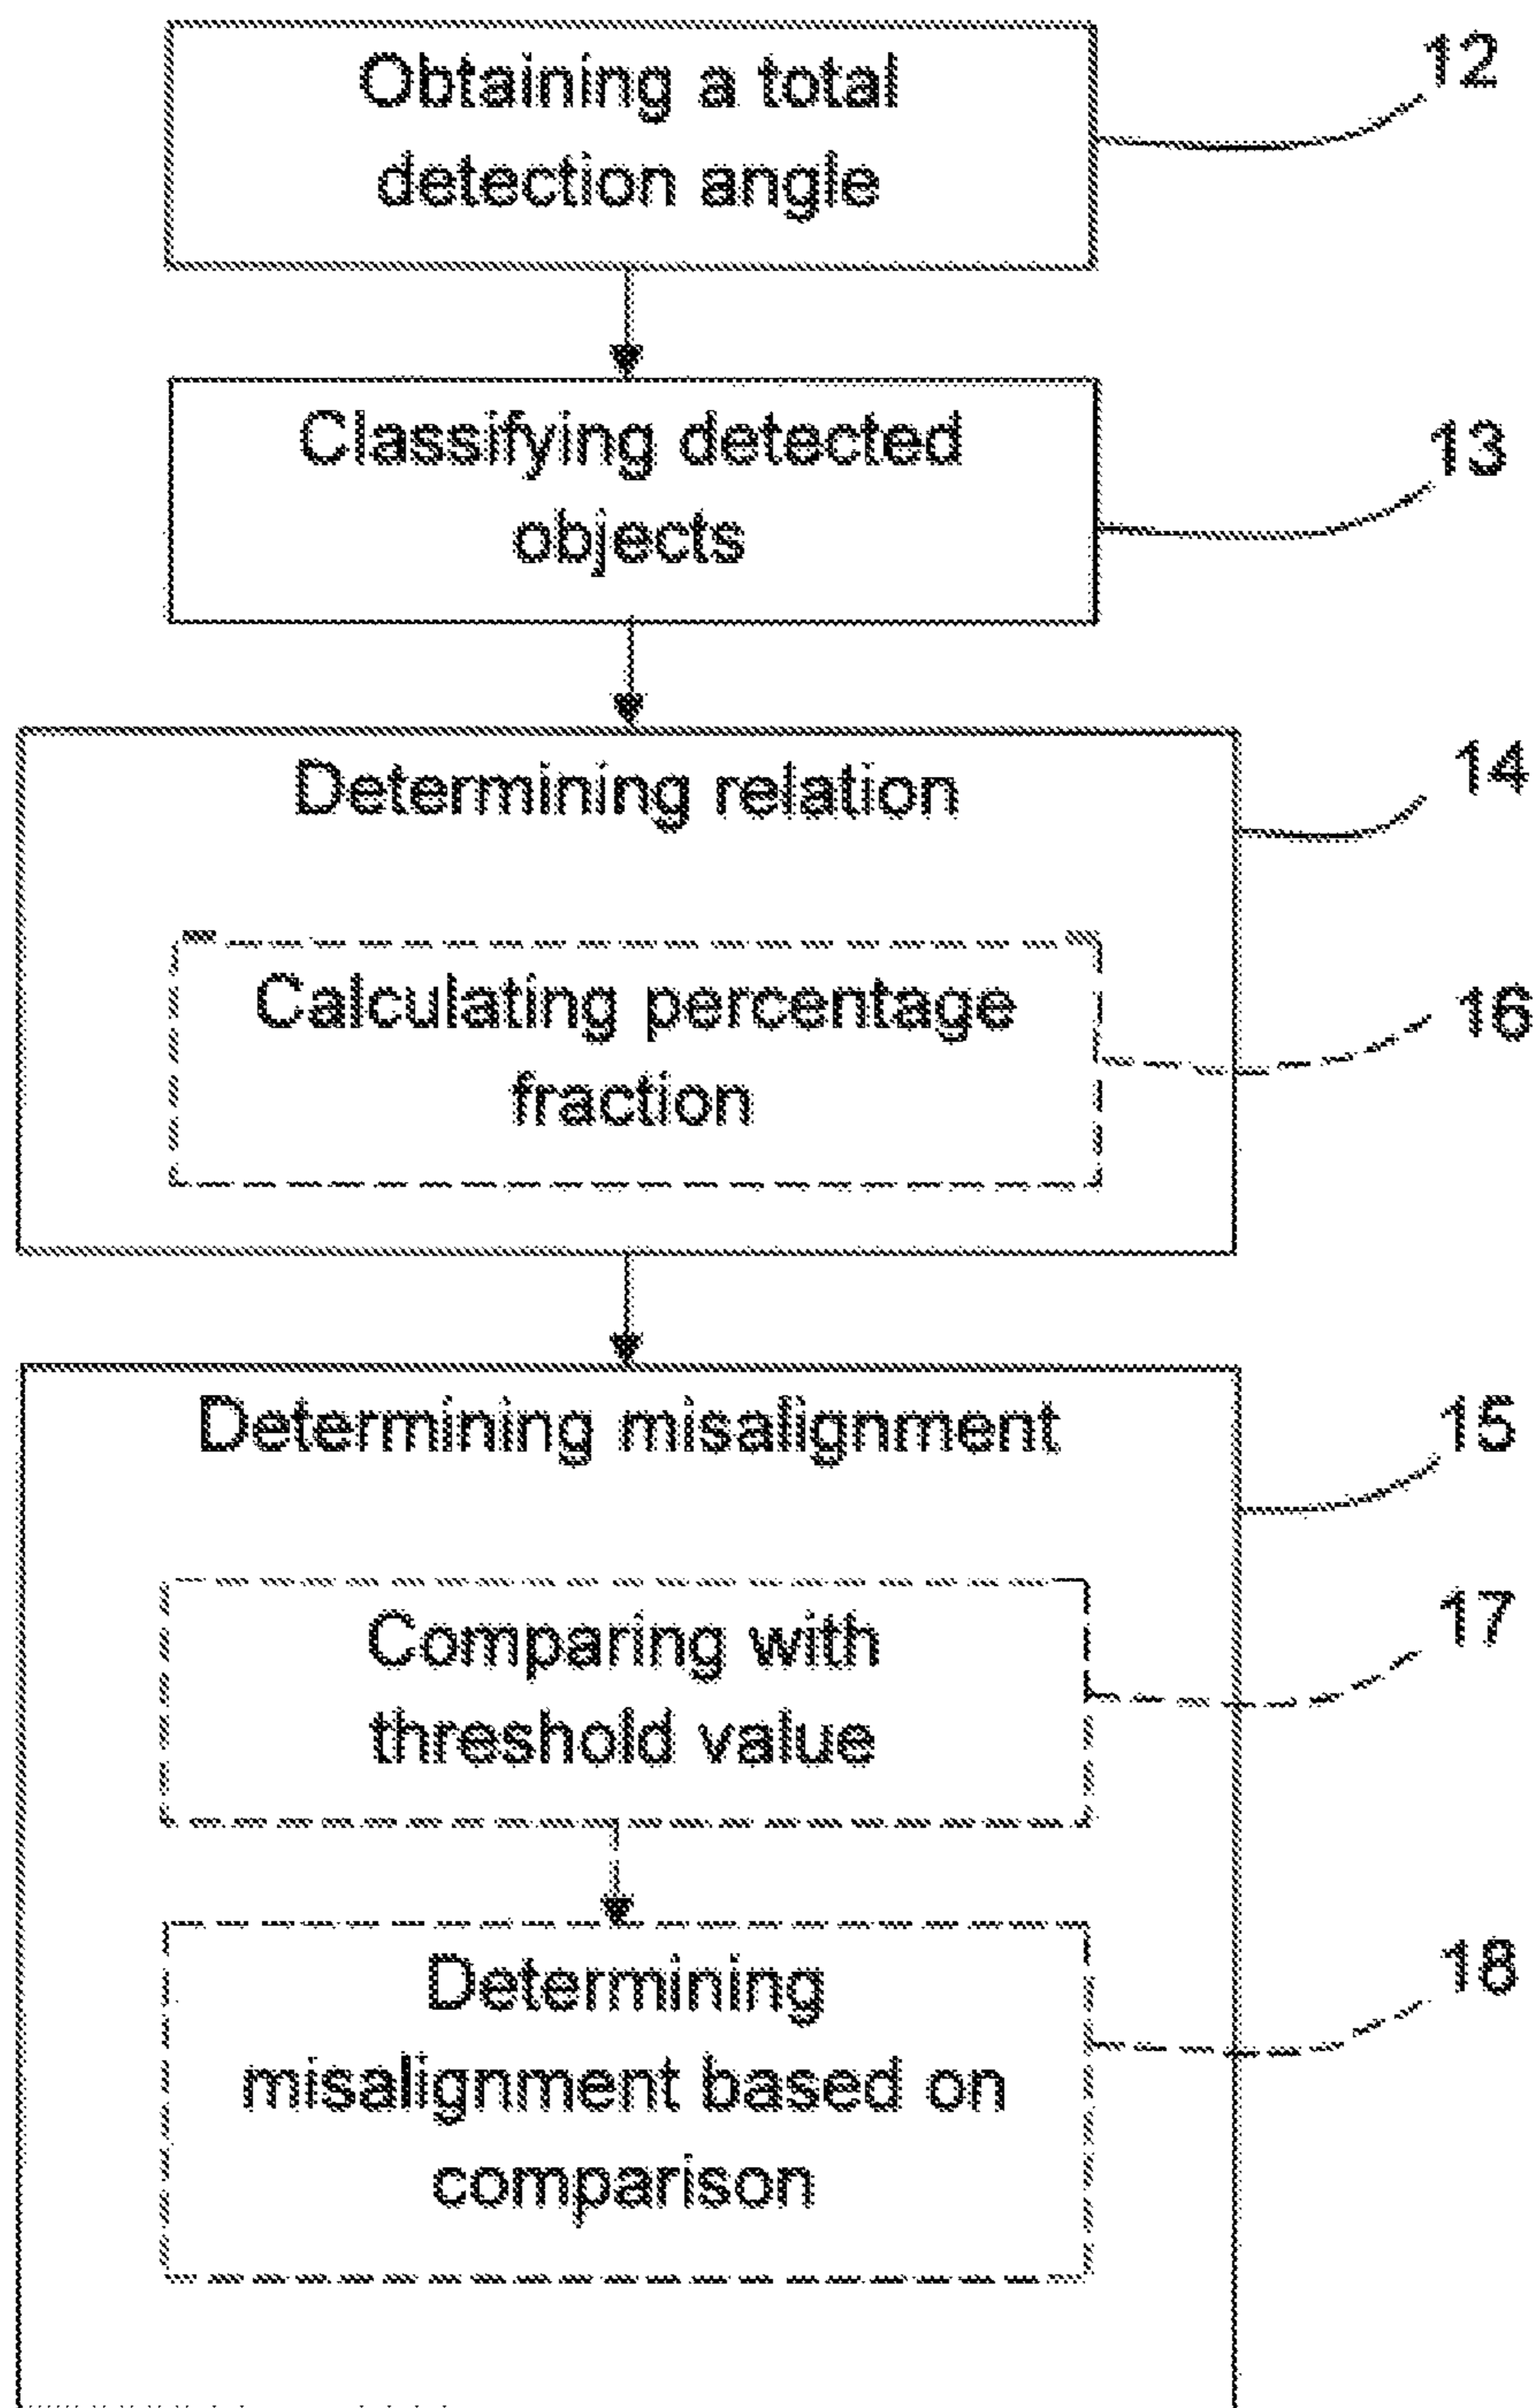 Obtaining a total
detection angle
12
Classifying detected
objects
13
Determining relation
14
Calculating percentage
fraction
16
Determining misalignment
15
Comparing with
threshold value
17
Determining
misalignment based on
comparison
18